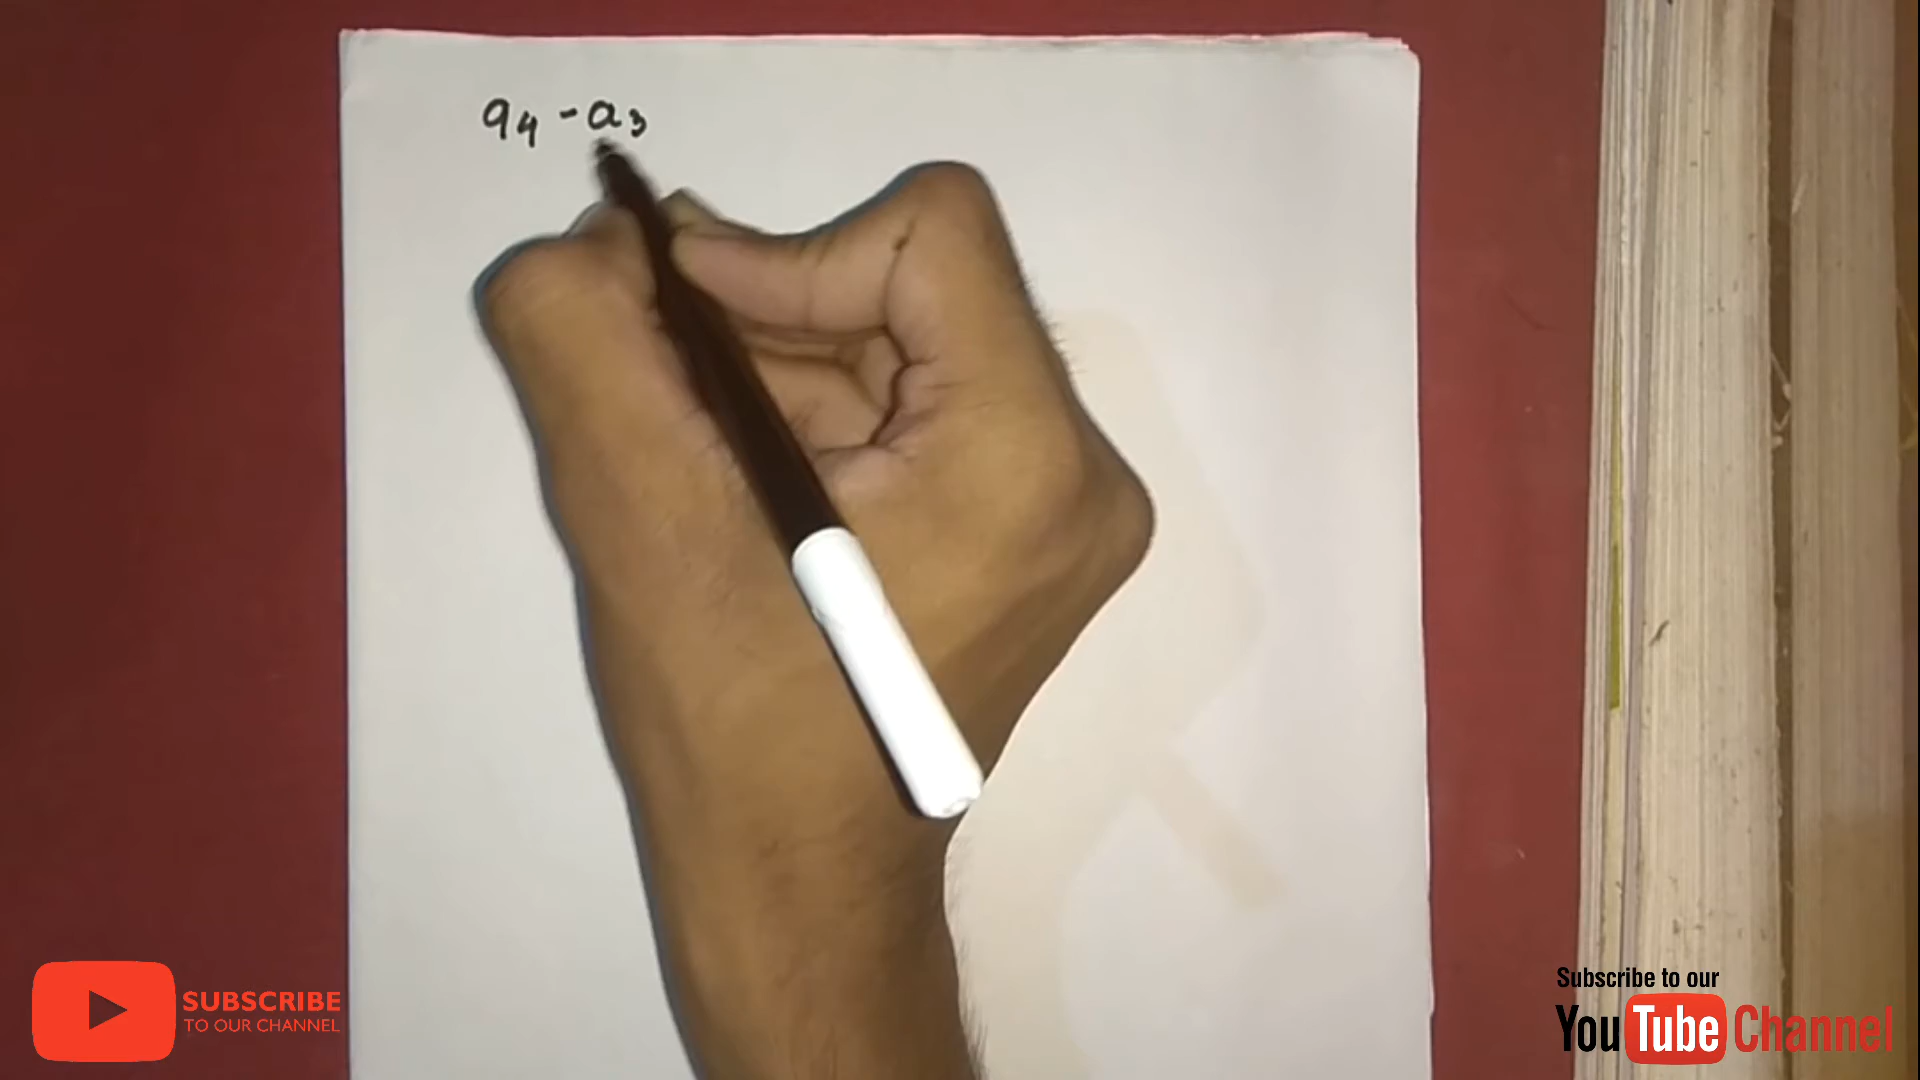 a₄ - a₃
SUBSCRIBE
TO OUR CHANNEL
Subscribe to our
YouTube Channel